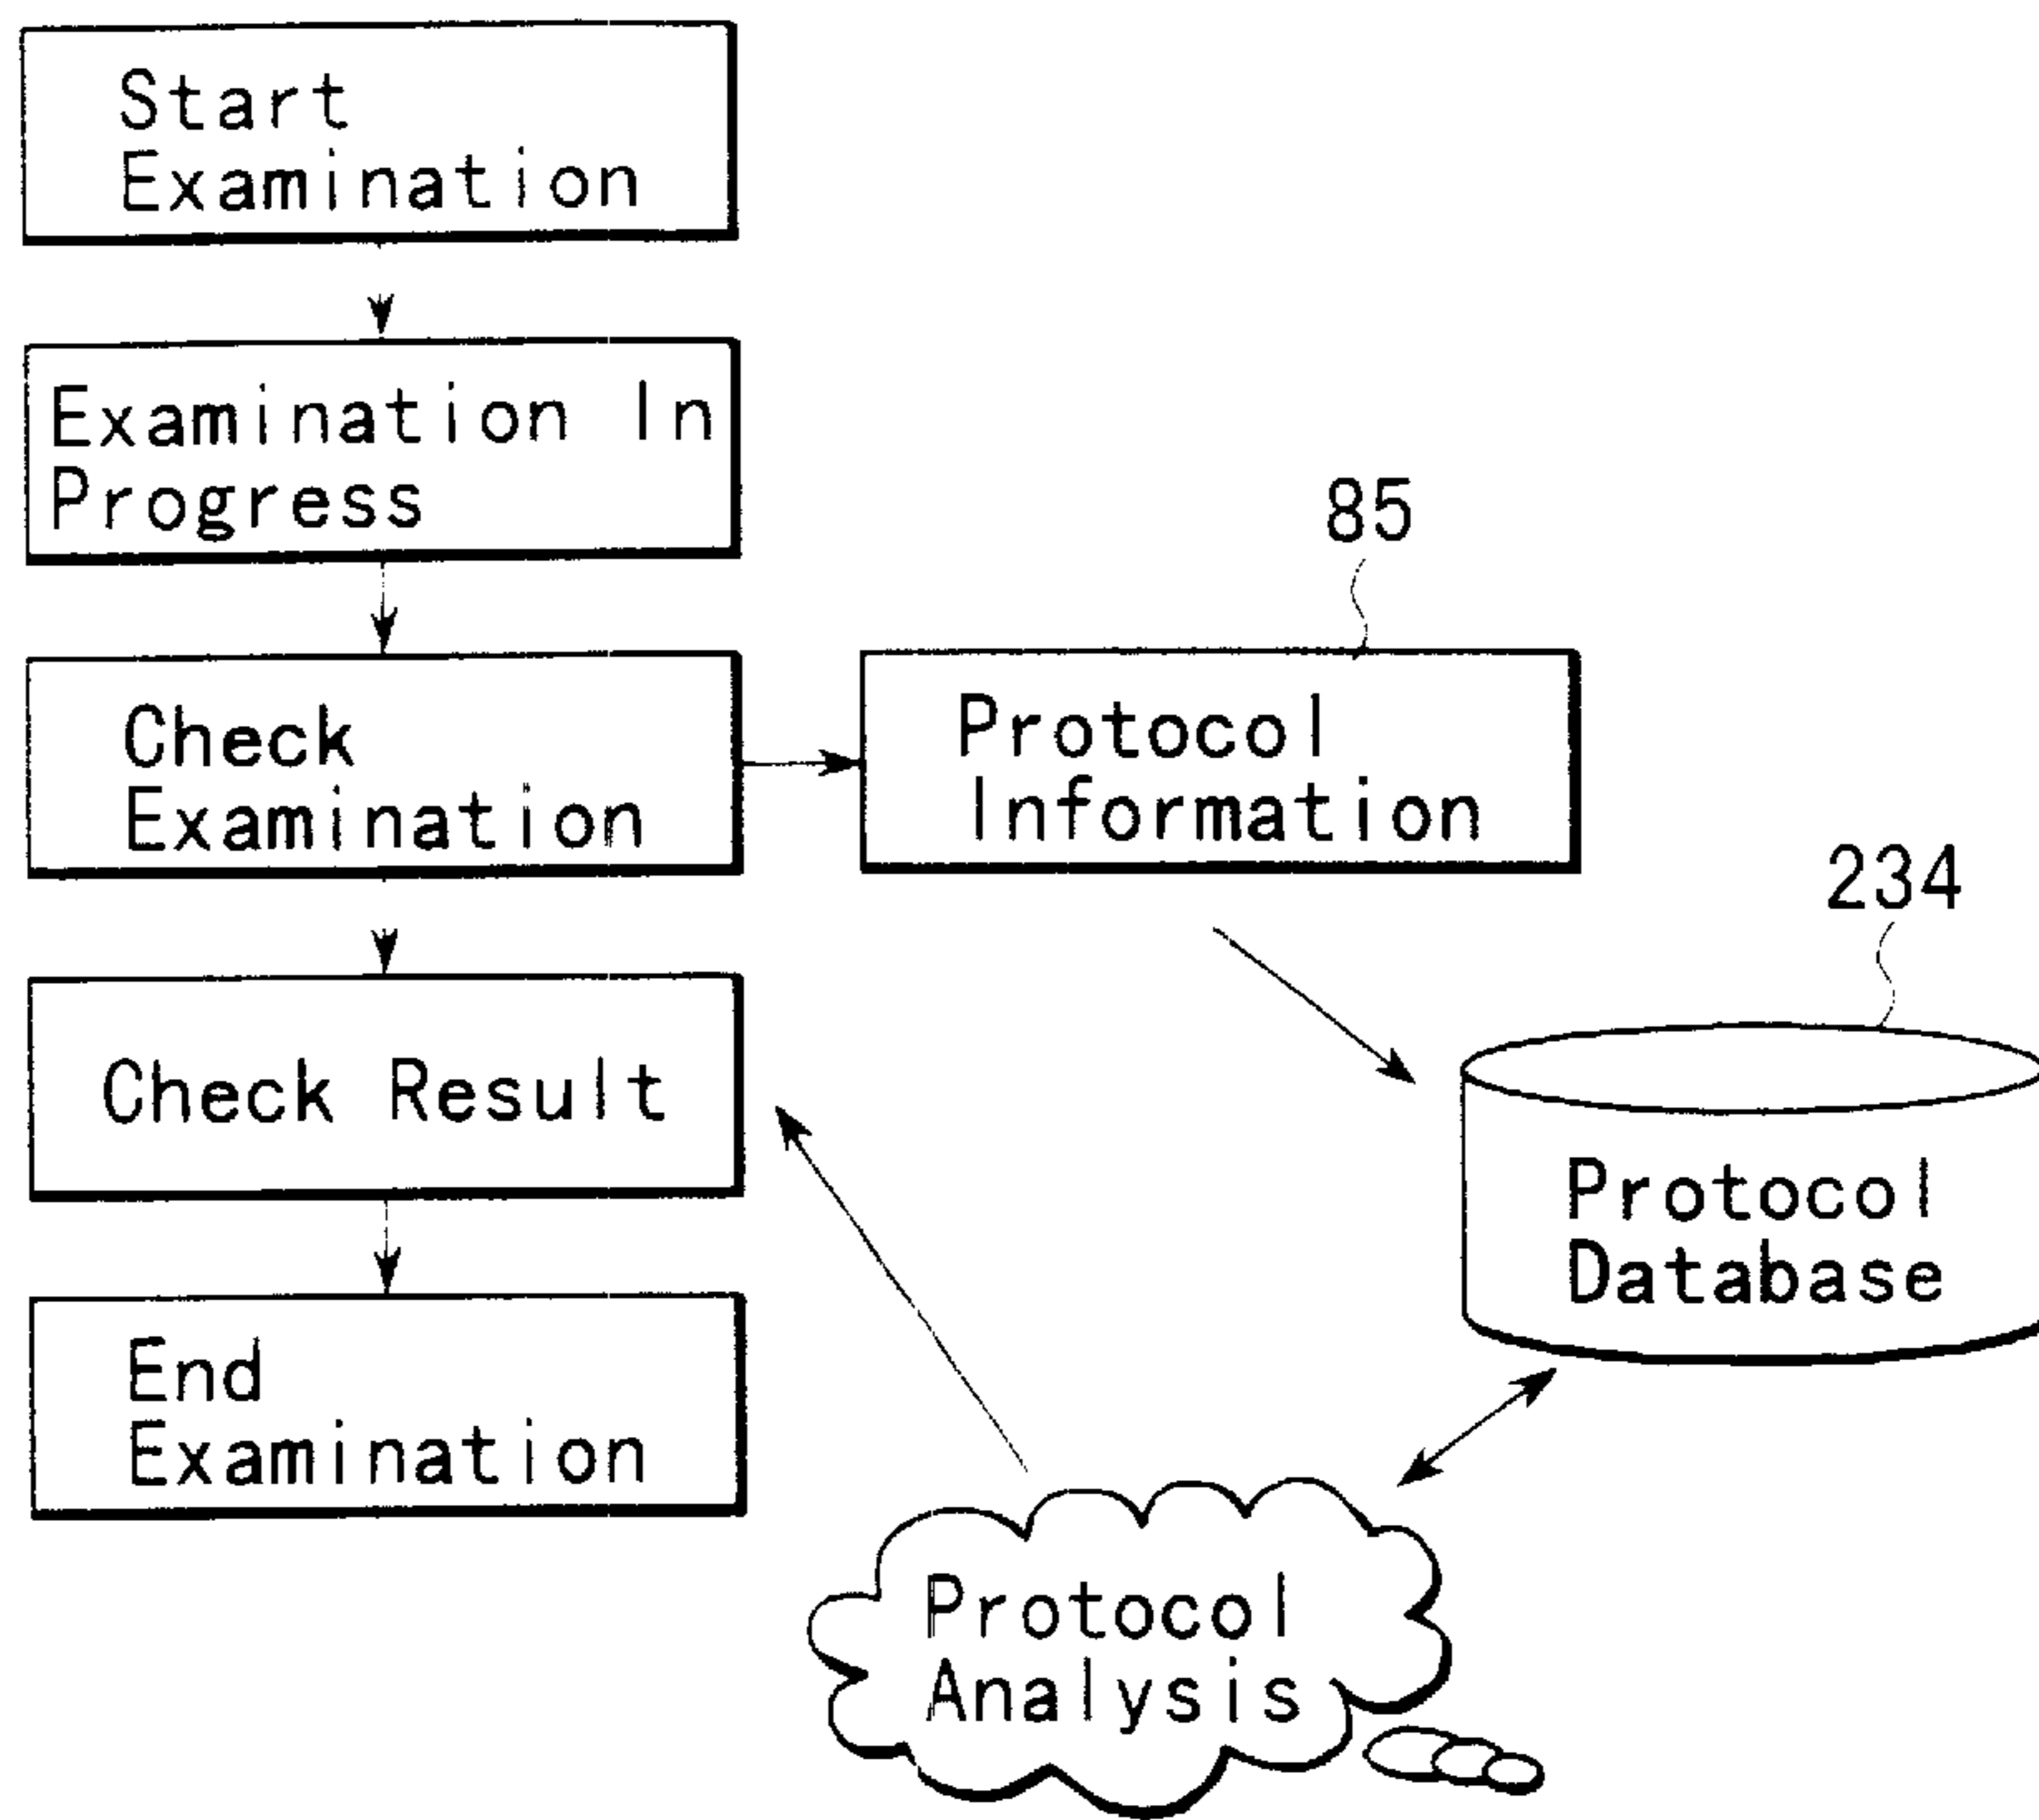 Start
Examination
Examination In
Progress
85
Check
Examination
Protocol
Information
234
Check Result
Protocol
Database
End
Examination
Protocol
Analysis